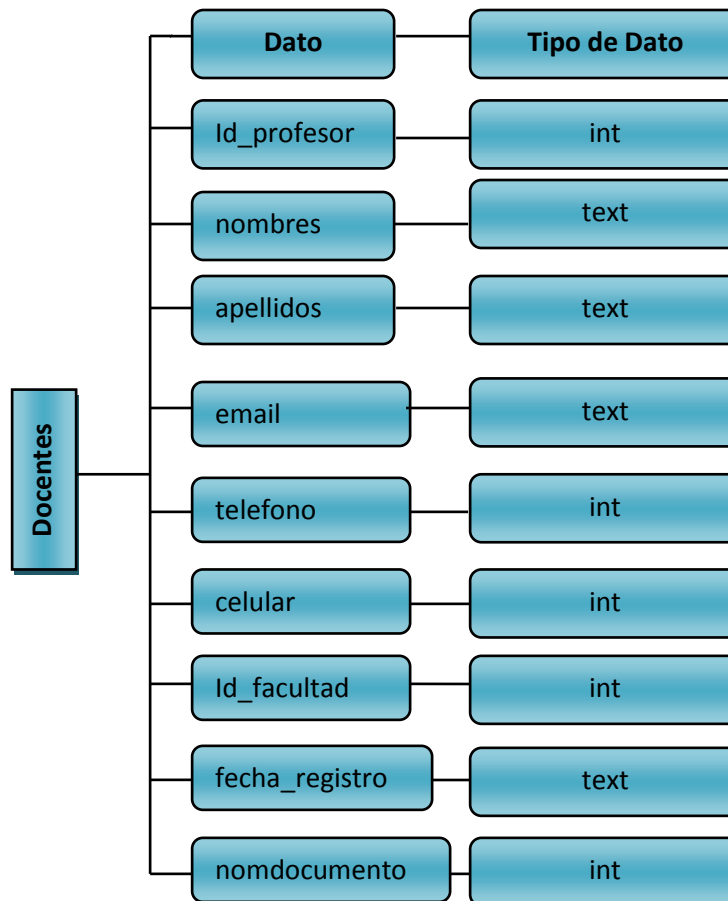 Dato Tipo de Dato
Id_profesor int
nombres text
apellidos text
email text
Docentes
telefono int
celular int
Id_facultad int
fecha_registro text
nomdocumento int